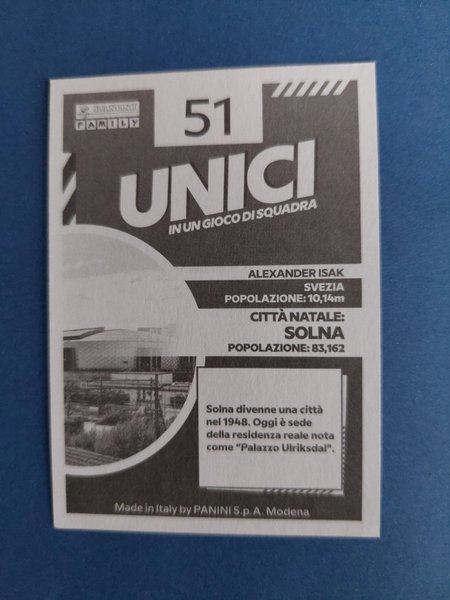 PANINI
FAMILY
51
UNICI
IN UN GIOCO DI SQUADRA
ALEXANDER ISAK
SVEZIA
POPOLAZIONE: 10,14m
CITTÀ NATALE:
SOLNA
POPOLAZIONE: 83,162
Solna divenne una città
nel 1948. Oggi è sede
della residenza reale nota
come "Palazzo Ulriksdal".
Made in Italy by PANINI S.p.A. Modena